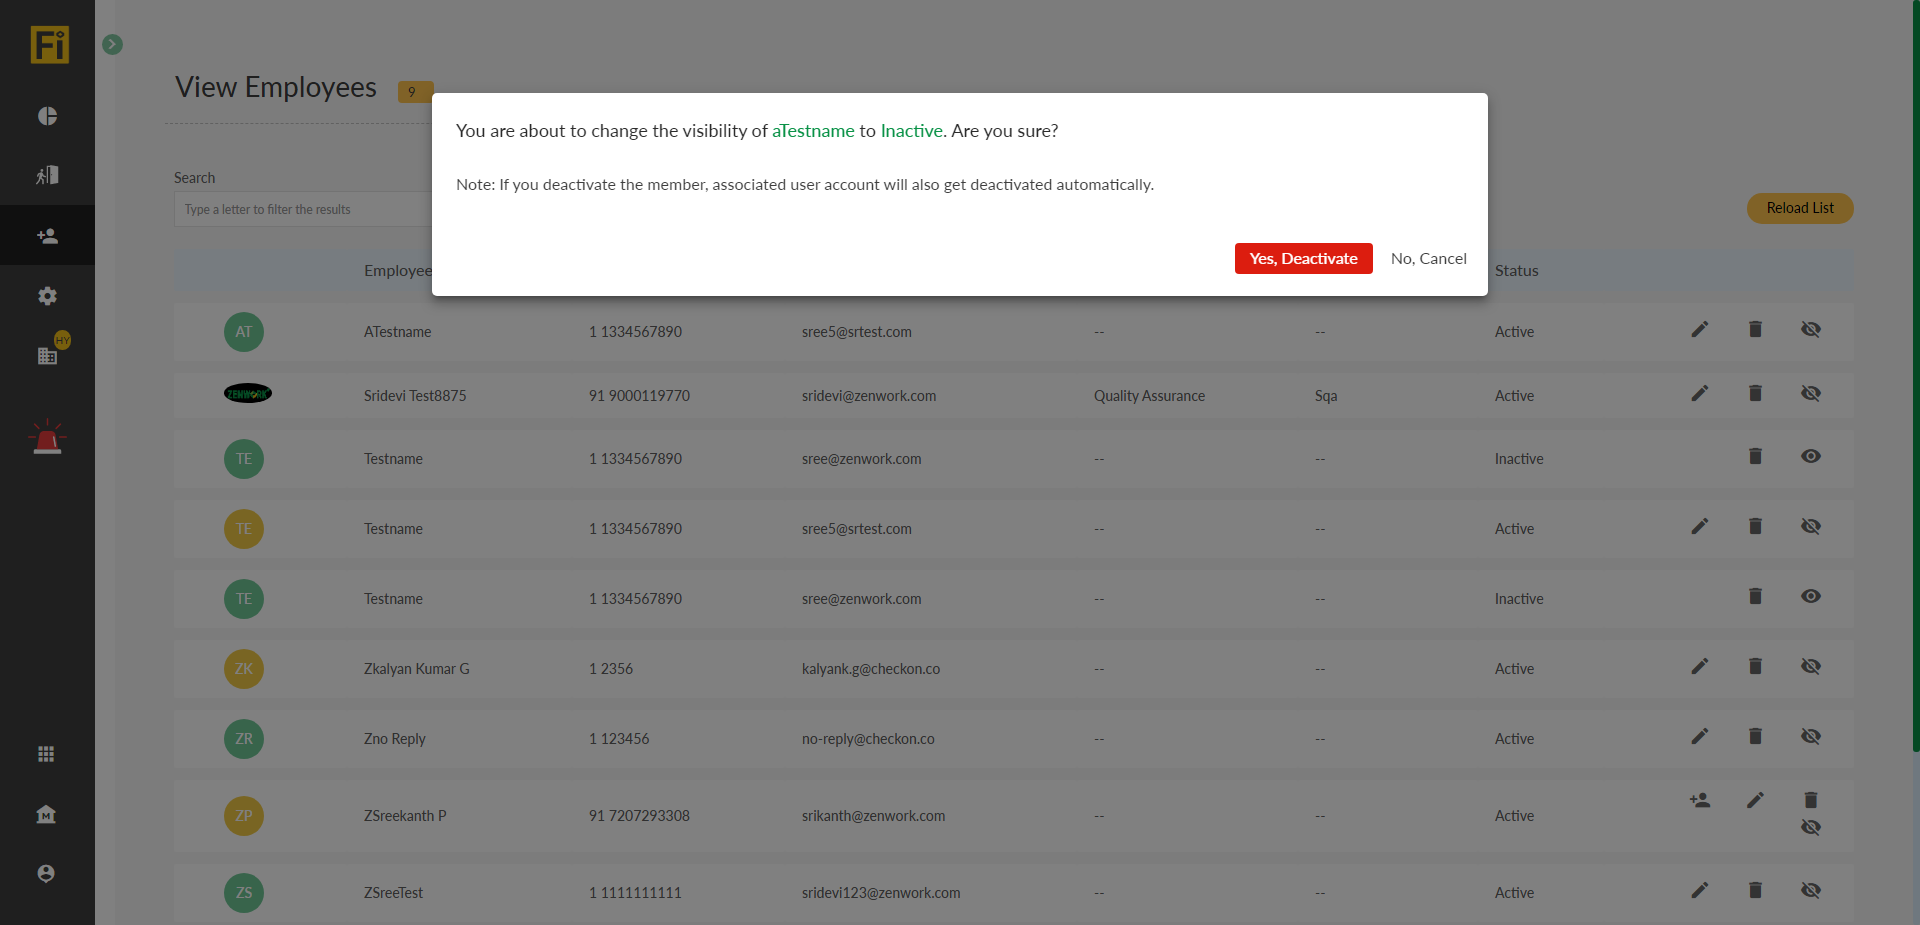 Fi
View Employees 9
You are about to change the visibility of aTestname to Inactive. Are you sure?
Note: If you deactivate the member, associated user account will also get deactivated automatically.
Yes, Deactivate No, Cancel
Search
Type a letter to filter the results
Reload List
Employee Status
AT ATestname 1 1334567890 sree5@srtest.com -- -- Active
ZENWORK Sridevi Test8875 91 9000119770 sridevi@zenwork.com Quality Assurance Sqa Active
HY
TE Testname 1 1334567890 sree@zenwork.com -- -- Inactive
TE Testname 1 1334567890 sree5@srtest.com -- -- Active
TE Testname 1 1334567890 sree@zenwork.com -- -- Inactive
ZK Zkalyan Kumar G 1 2356 kalyank.g@checkon.co -- -- Active
ZR Zno Reply 1 123456 no-reply@checkon.co -- -- Active
ZP ZSreekanth P 91 7207293308 srikanth@zenwork.com -- -- Active
M
ZS ZSreeTest 1 1111111111 sridevi123@zenwork.com -- -- Active